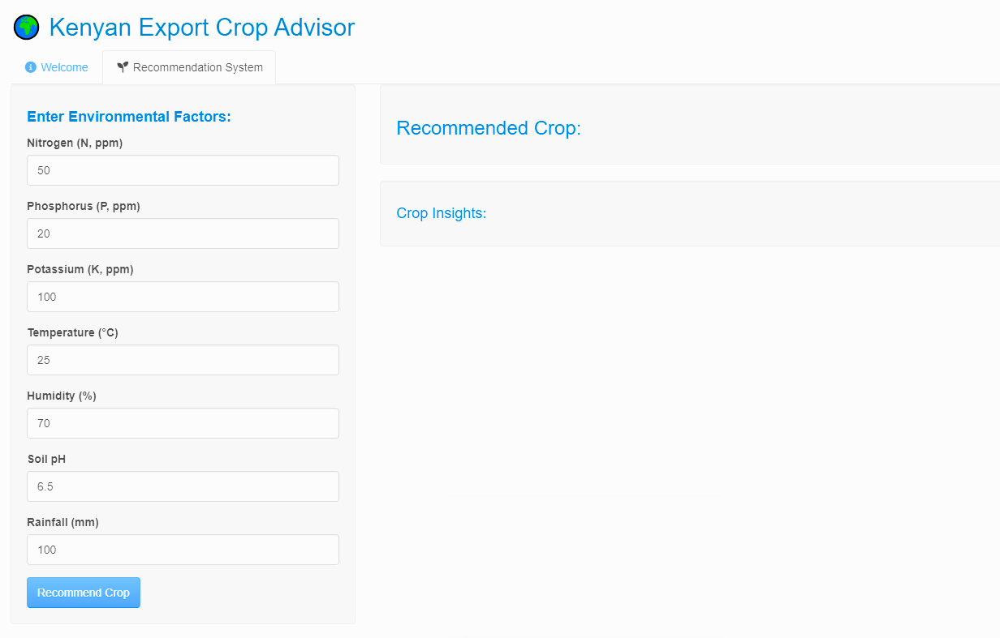 Kenyan Export Crop Advisor
Welcome
Recommendation System
Enter Environmental Factors:
Nitrogen (N, ppm)
50
Phosphorus (P, ppm)
20
Potassium (K, ppm)
100
Temperature (°C)
25
Humidity (%)
70
Soil pH
6.5
Rainfall (mm)
100
Recommend Crop
Recommended Crop:
Crop Insights: